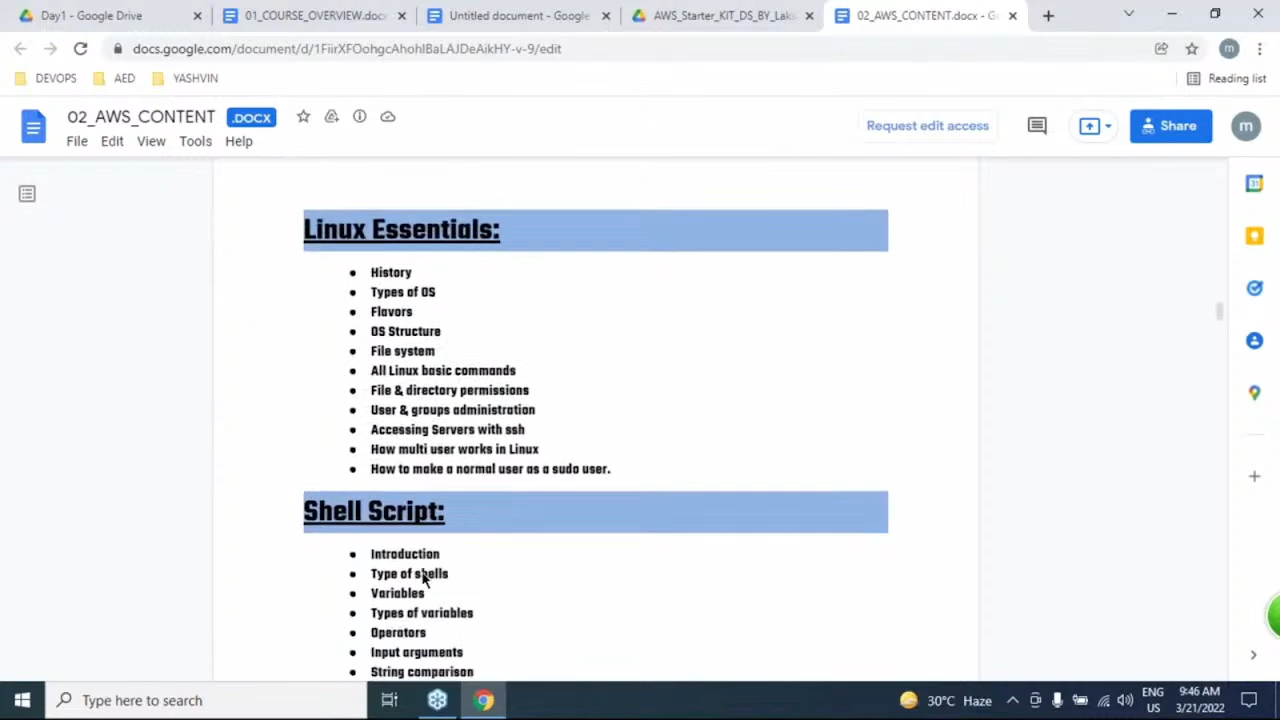 Day1 - Google Drive
01_COURSE_OVERVIEW.docx
Untitled document - Google
AWS_Starter_KIT_DS_BY_Laks
02_AWS_CONTENT.docx - G
docs.google.com/document/d/1FiirXFOohgcAhohIBaLAJDeAikHY-v-9/edit
DEVOPS
AED
YASHVIN
Reading list
02_AWS_CONTENT .DOCX
File Edit View Tools Help
Request edit access
Share
m
Linux Essentials:
• History
• Types of OS
• Flavors
• OS Structure
• File system
• All Linux basic commands
• File & directory permissions
• User & groups administration
• Accessing Servers with ssh
• How multi user works in Linux
• How to make a normal user as a sudo user.
Shell Script:
• Introduction
• Type of shells
• Variables
• Types of variables
• Operators
• Input arguments
• String comparison
Type here to search
30°C Haze
ENG
US
9:46 AM
3/21/2022